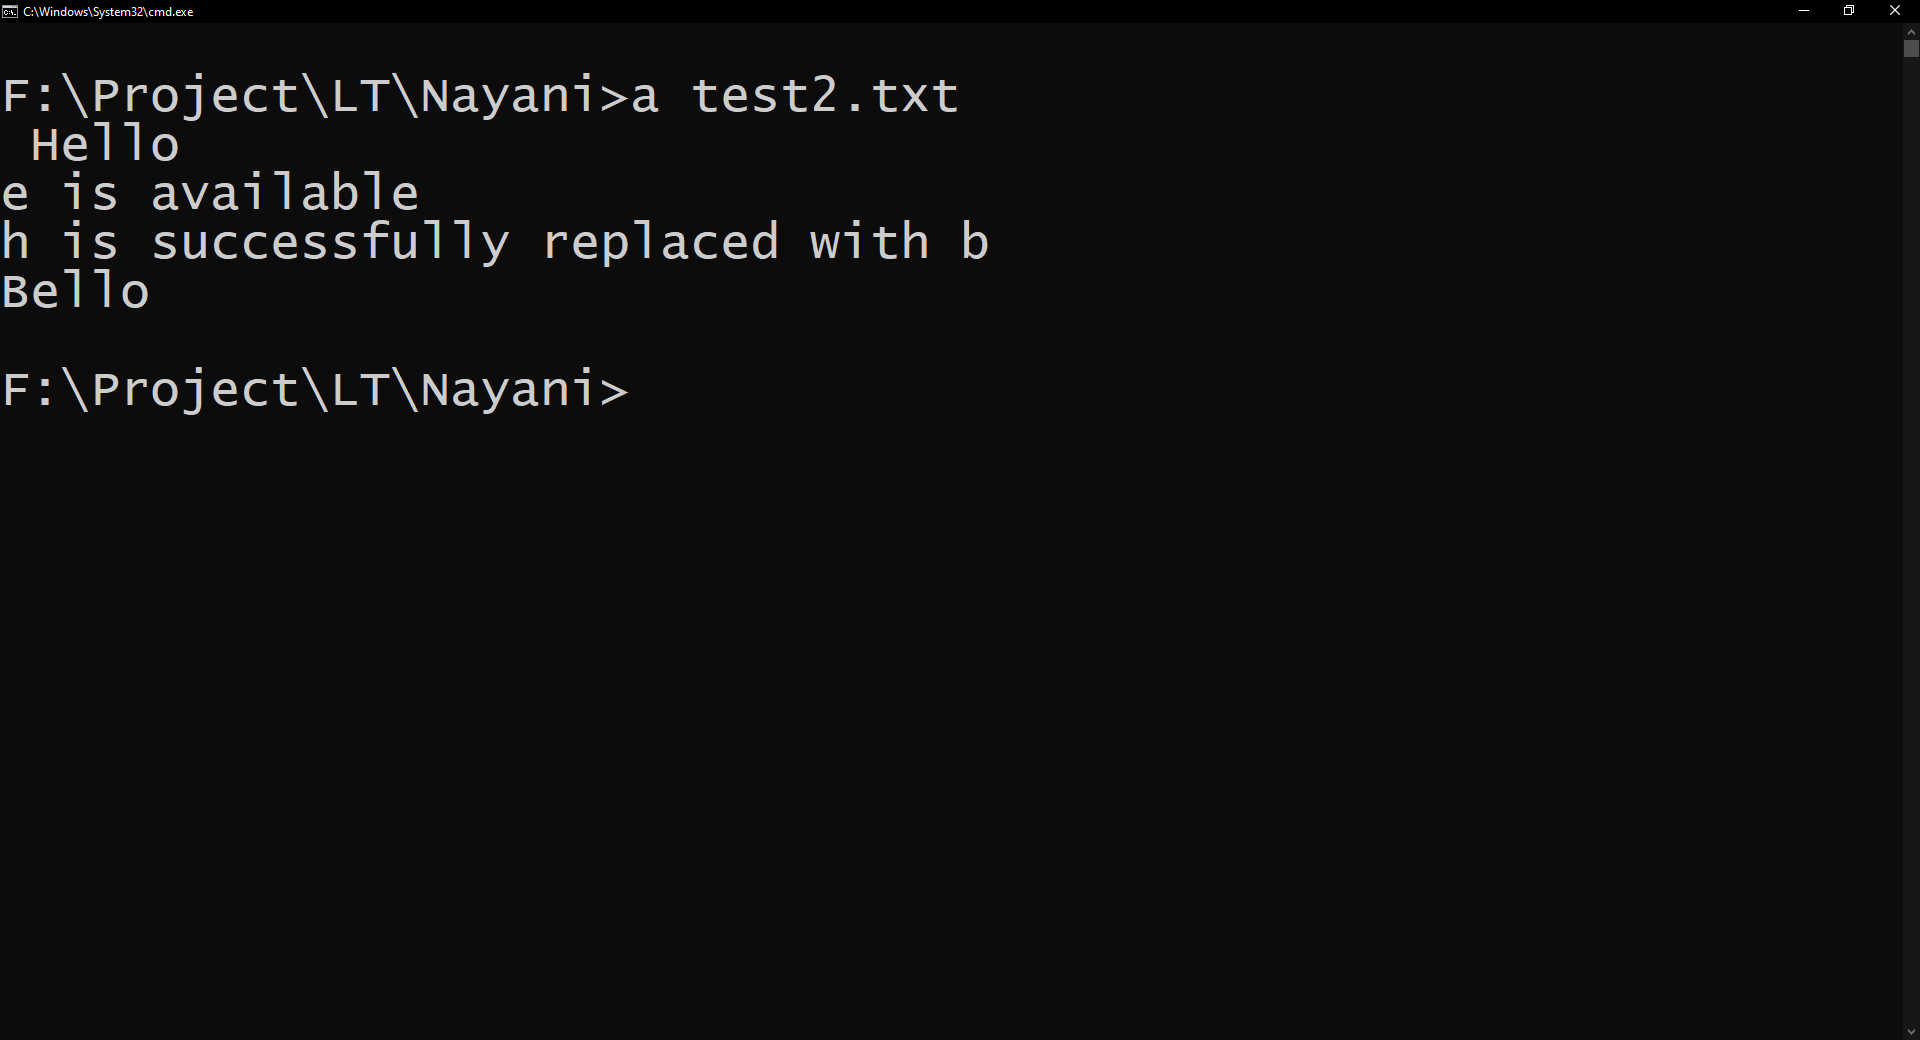 C:\Windows\System32\cmd.exe
F:\Project\LT\Nayani>a test2.txt
 Hello
e is available
h is successfully replaced with b
Bello
F:\Project\LT\Nayani>